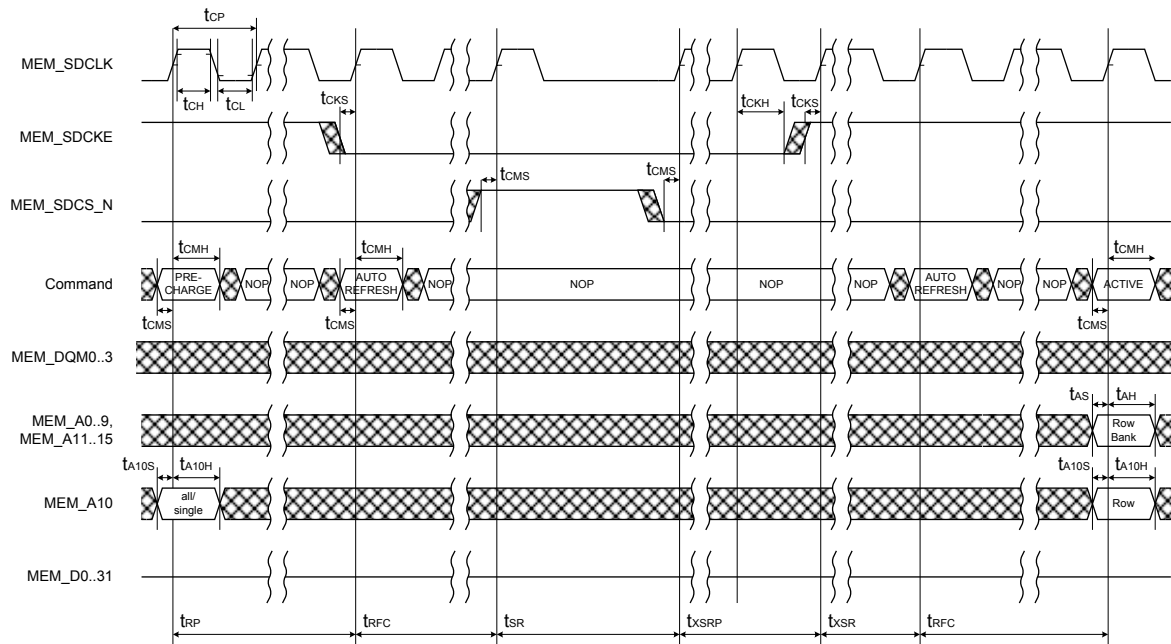 tCP
MEM_SDCLK
tCH tCL
tCKS tCKH tCKS
MEM_SDCKE
tCMS tCMS
MEM_SDCS_N
tCMH tCMH tCMH
Command
PRE-
CHARGE
NOP NOP
AUTO
REFRESH
NOP NOP NOP NOP
AUTO
REFRESH
NOP NOP ACTIVE
tCMS tCMS tCMS
MEM_DQM0..3
tAS tAH
MEM_A0..9,
MEM_A11..15
Row
Bank
tA10S tA10H tA10S tA10H
MEM_A10
all/
single
Row
MEM_D0..31
tRP tRFC tSR tXSRP tXSR tRFC